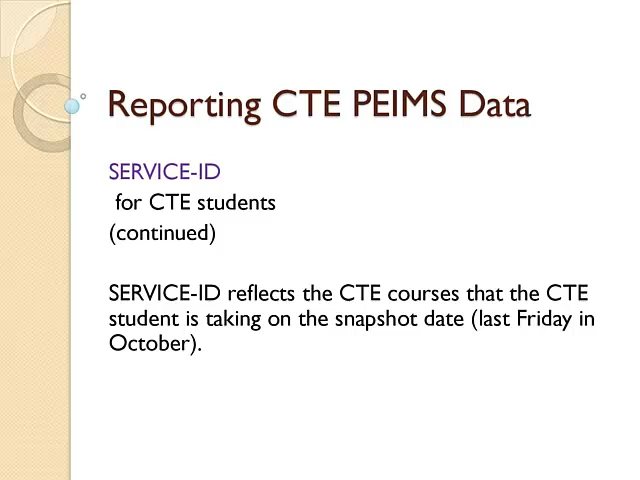 Reporting CTE PEIMS Data
SERVICE-ID
for CTE students
(continued)
SERVICE-ID reflects the CTE courses that the CTE
student is taking on the snapshot date (last Friday in
October).